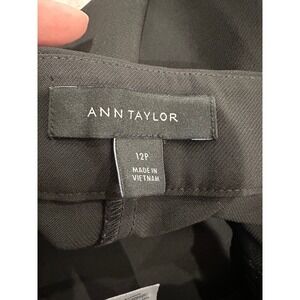 ANN TAYLOR
12P
MADE IN
VIETNAM